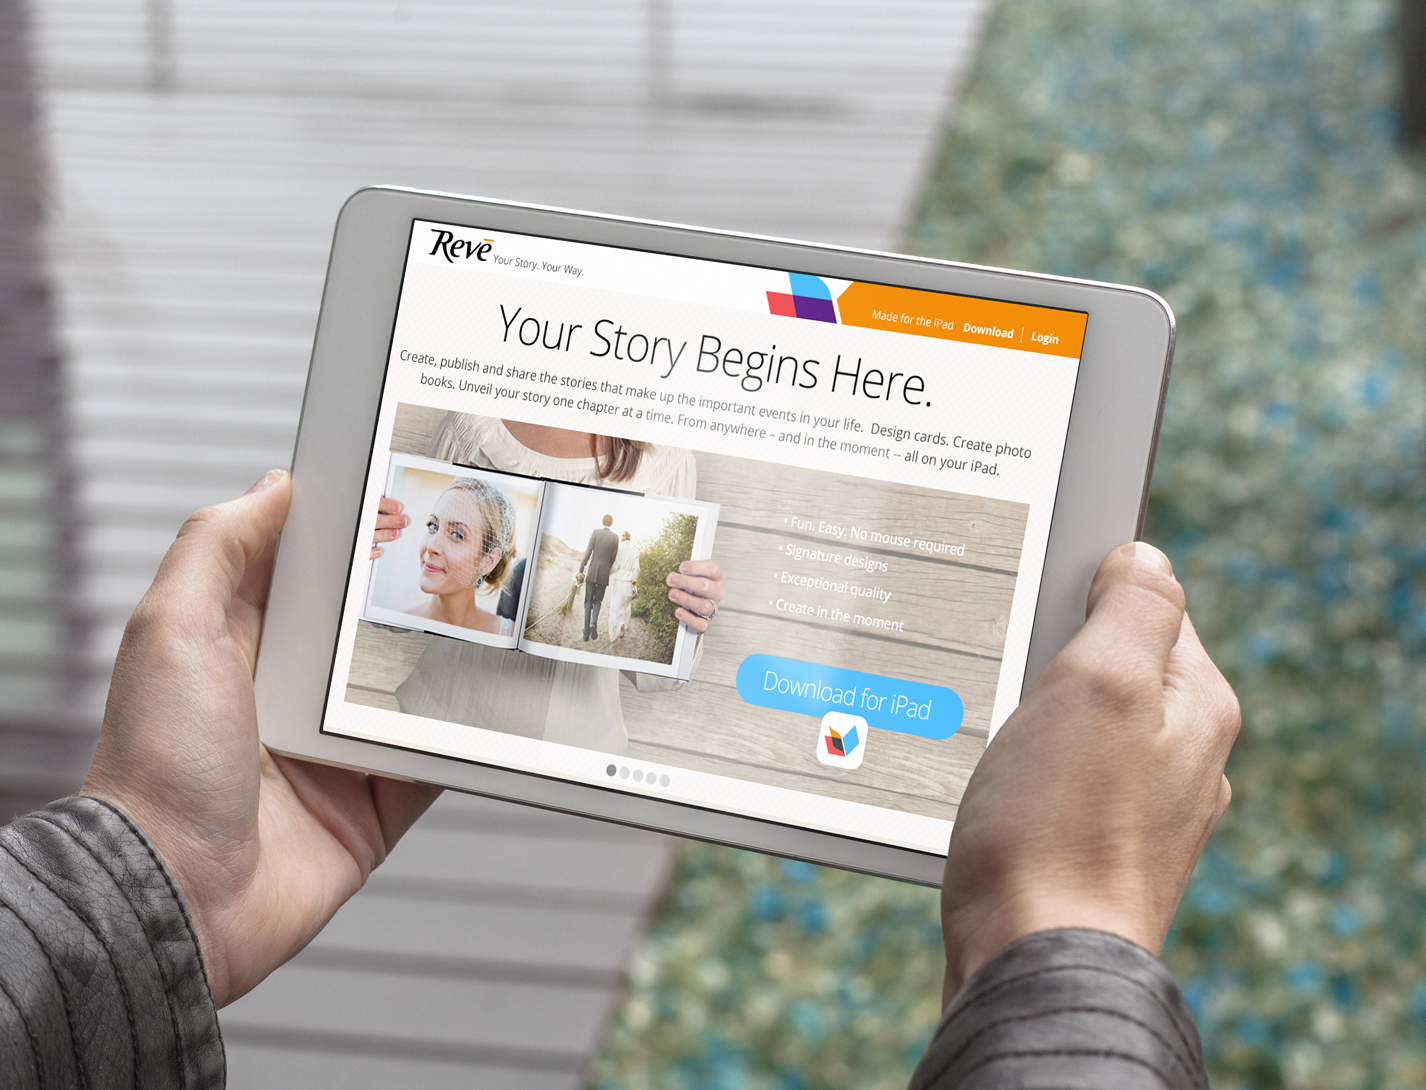 Revē Your Story. Your Way.
Made for the iPad Download | Login
Your Story Begins Here.
Create, publish and share the stories that make up the important events in your life. Design cards. Create photo
books. Unveil your story one chapter at a time. From anywhere – and in the moment -- all on your iPad.
• Fun. Easy. No mouse required
• Signature designs
• Exceptional quality
• Create in the moment
Download for iPad